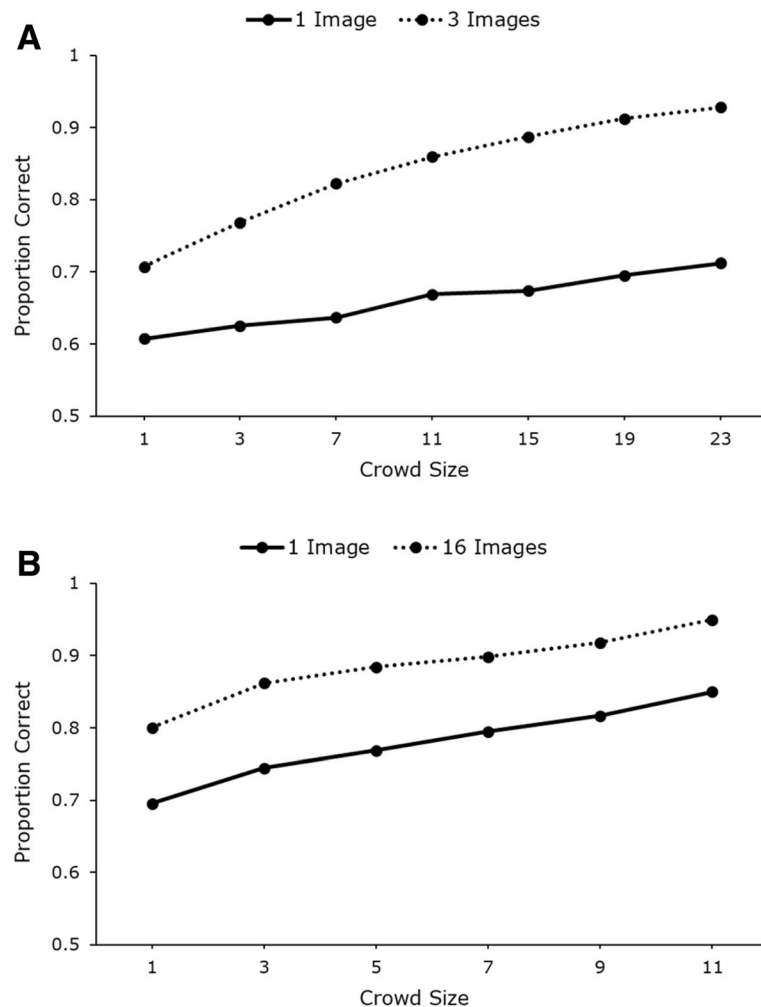 A
1 Image 3 Images
1
0.9
0.8
0.7
0.6
0.5
Proportion Correct
1 3 7 11 15 19 23
Crowd Size
B
1 Image 16 Images
1
0.9
0.8
0.7
0.6
0.5
Proportion Correct
1 3 5 7 9 11
Crowd Size